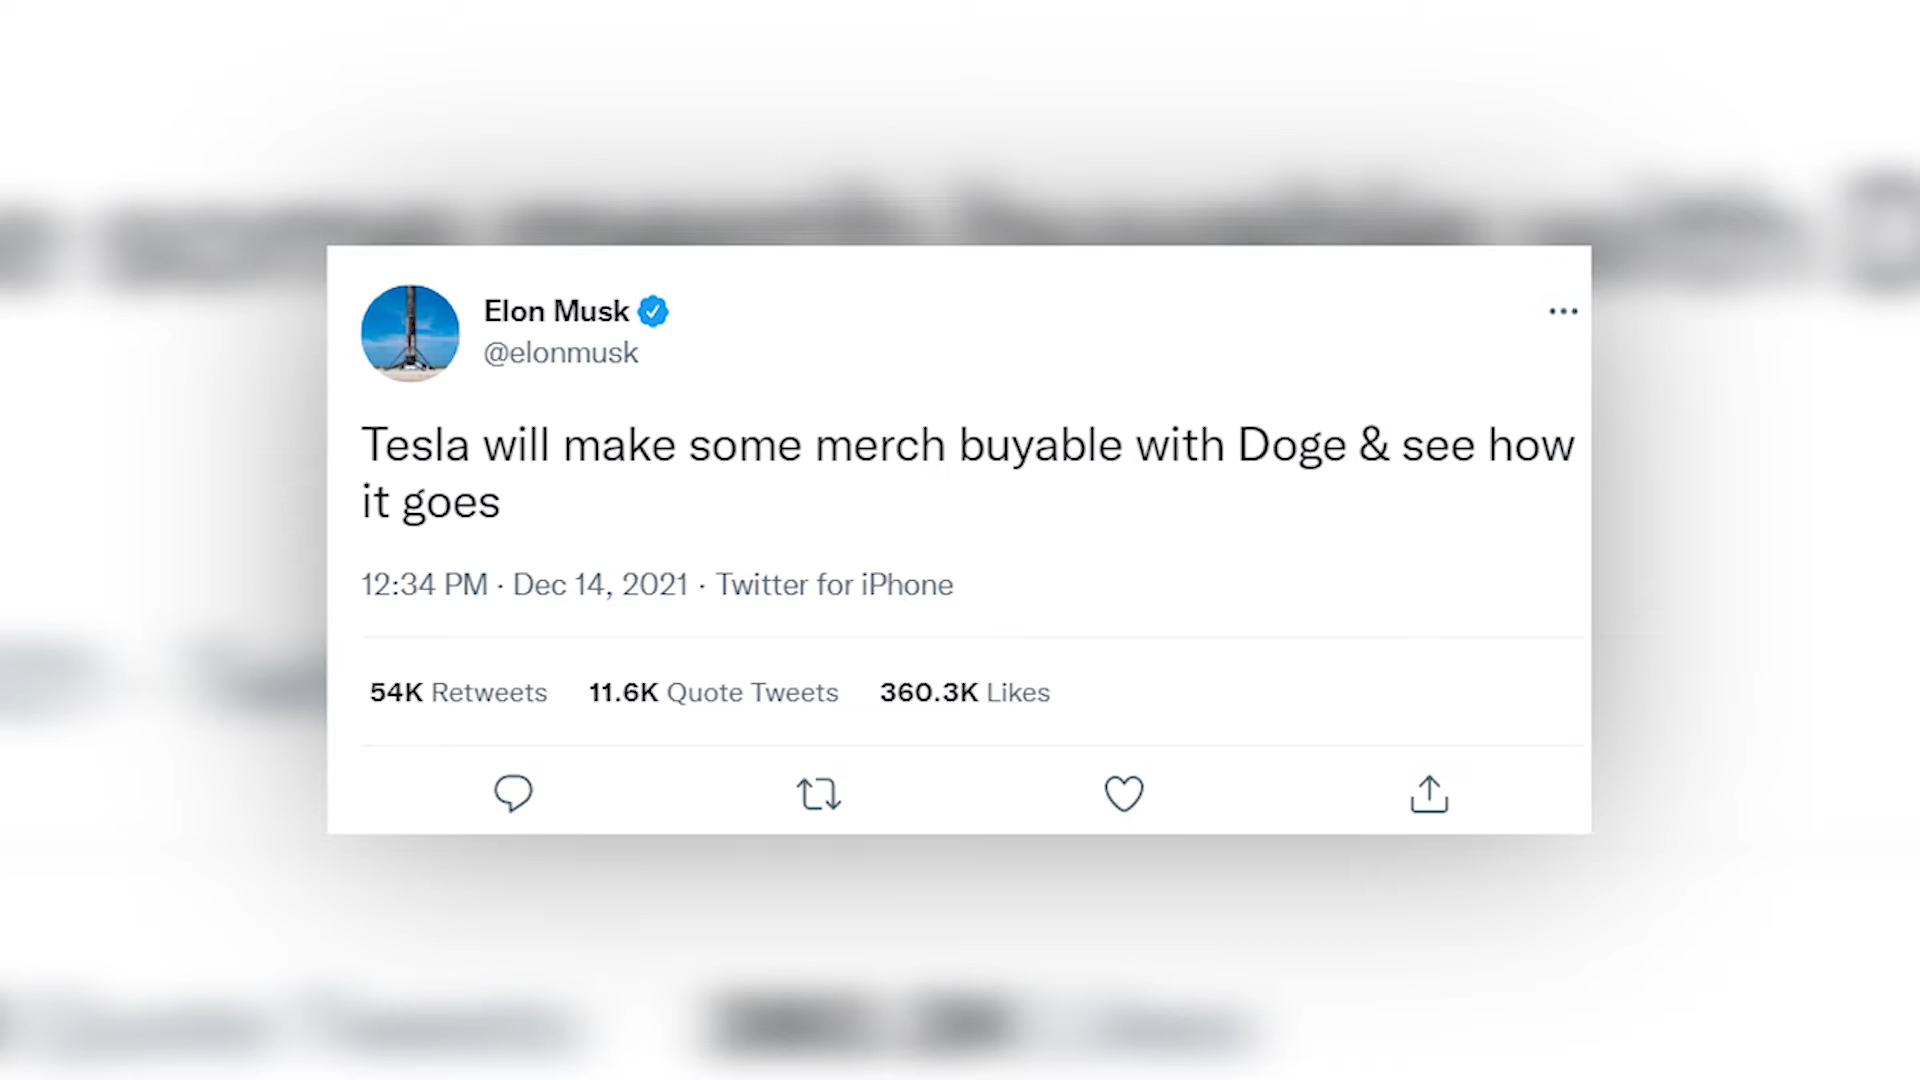 Elon Musk
@elonmusk
Tesla will make some merch buyable with Doge & see how
it goes
12:34 PM · Dec 14, 2021 · Twitter for iPhone
54K Retweets 11.6K Quote Tweets 360.3K Likes